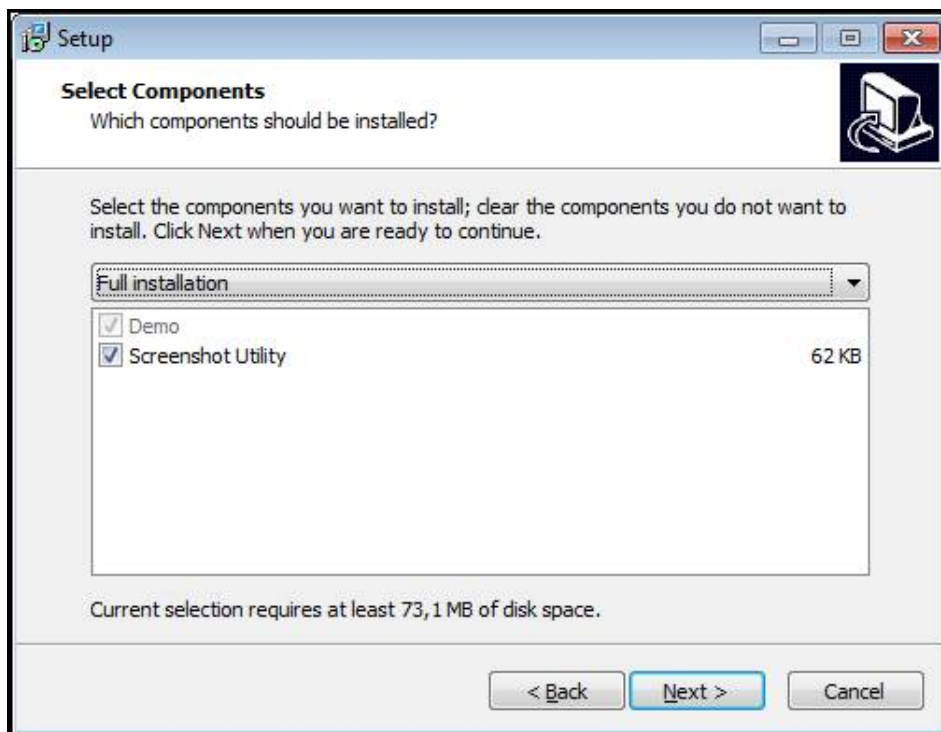 Setup
Select Components
Which components should be installed?
Select the components you want to install; clear the components you do not want to
install. Click Next when you are ready to continue.
Full installation
Demo
Screenshot Utility 62 KB
Current selection requires at least 73,1 MB of disk space.
< Back Next > Cancel